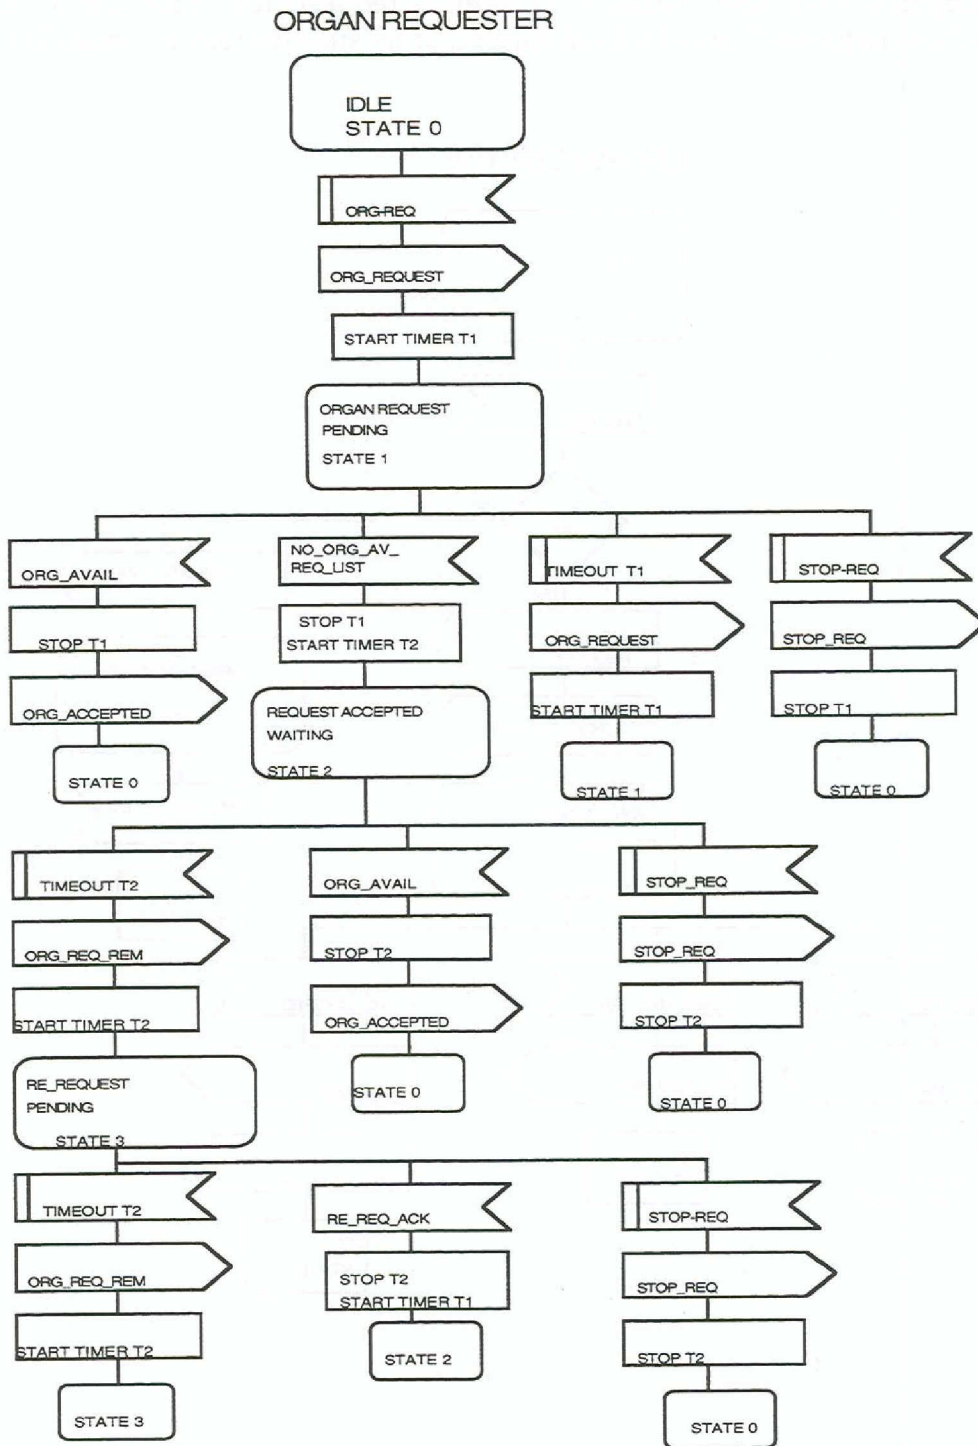 ORGAN REQUESTER
IDLE
STATE 0
ORG-REQ
ORG_REQUEST
START TIMER T1
ORGAN REQUEST
PENDING
STATE 1
ORG_AVAIL
STOP T1
ORG_ACCEPTED
STATE 0
NO_ORG_AV_
REQ_LIST
STOP T1
START TIMER T2
REQUEST ACCEPTED
WAITING
STATE 2
TIMEOUT T1
ORG_REQUEST
START TIMER T1
STATE 1
STOP-REQ
STOP_REQ
STOP T1
STATE 0
TIMEOUT T2
ORG_REQ_REM
START TIMER T2
RE_REQUEST
PENDING
STATE 3
ORG_AVAIL
STOP T2
ORG_ACCEPTED
STATE 0
STOP_REQ
STOP_REQ
STOP T2
STATE 0
TIMEOUT T2
ORG_REQ_REM
START TIMER T2
STATE 3
RE_REQ_ACK
STOP T2
START TIMER T1
STATE 2
STOP-REQ
STOP_REQ
STOP T2
STATE 0